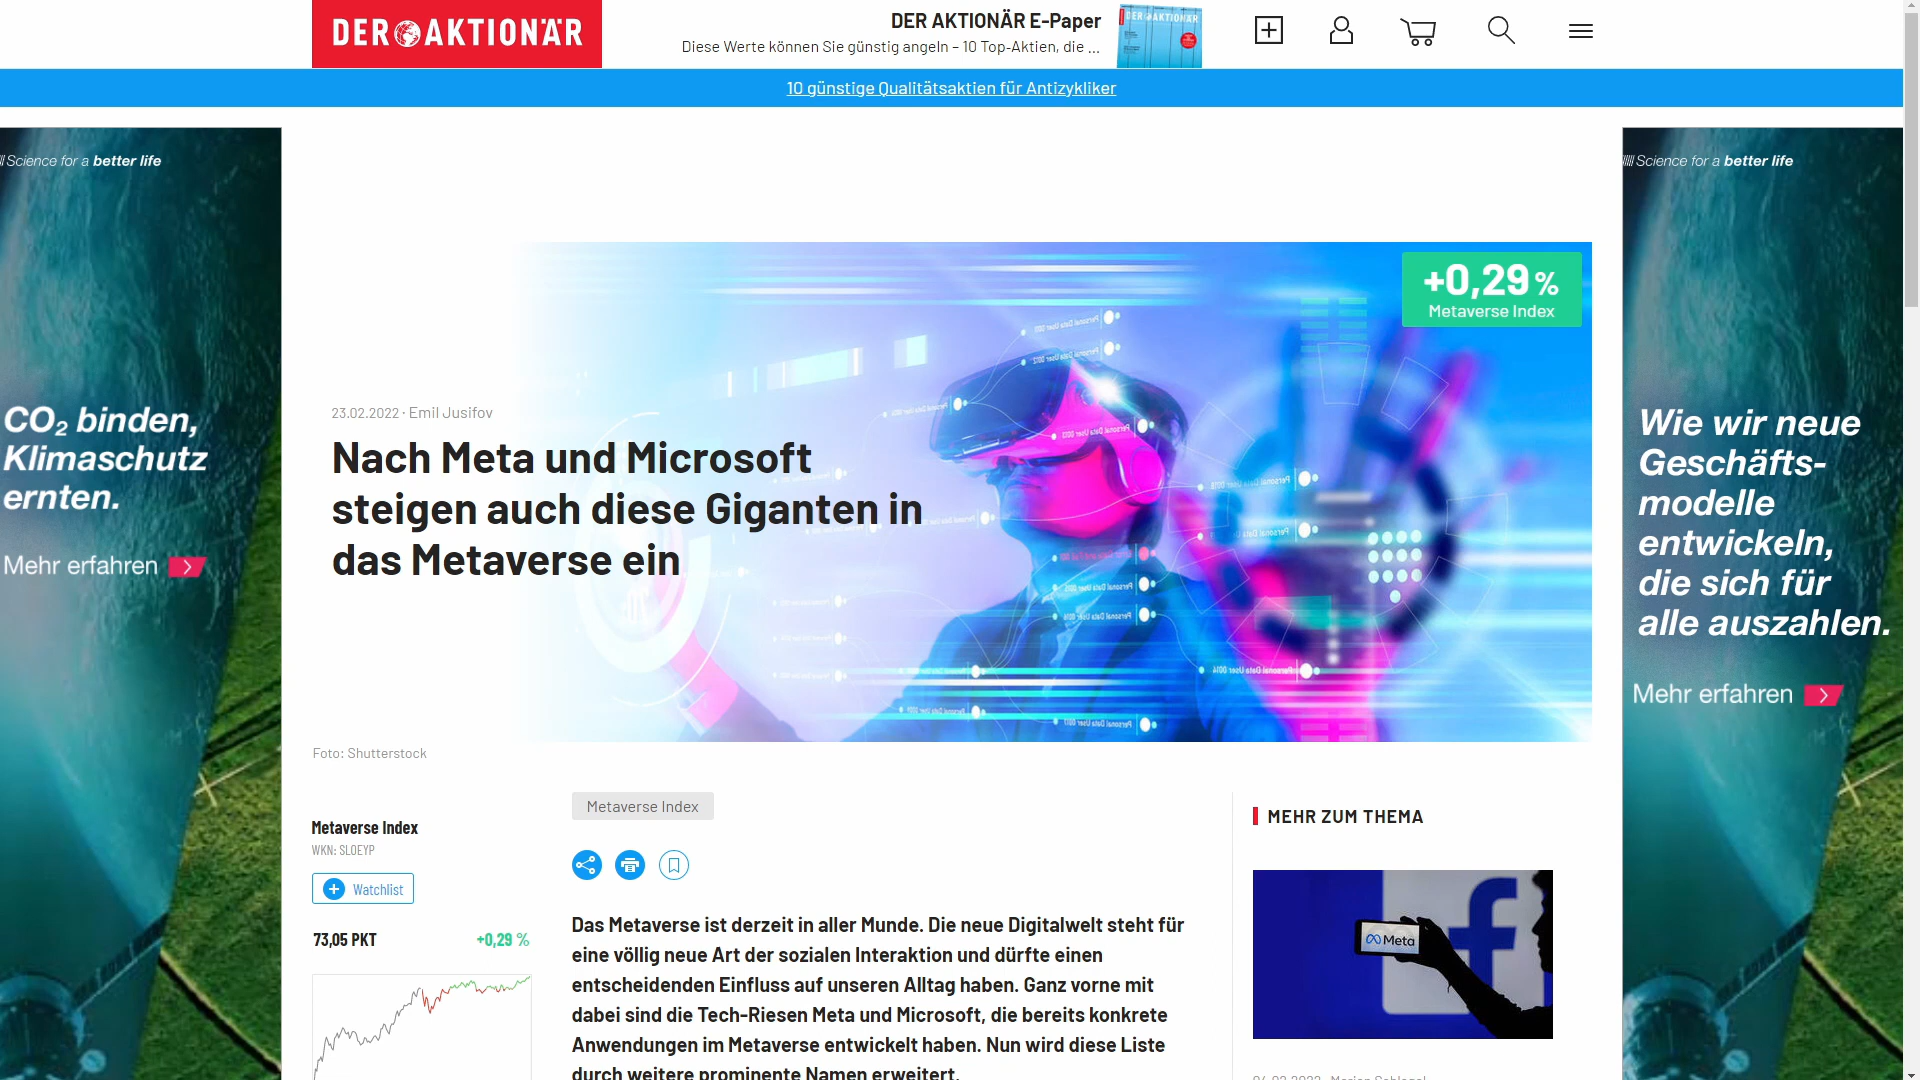 DER AKTIONÄR
DER AKTIONÄR E-Paper
Diese Werte können Sie günstig angeln – 10 Top-Aktien, die ...
DER AKTIONÄR
10 günstige Qualitätsaktien für Antizykliker
Science for a better life
CO₂ binden,
Klimaschutz
ernten.
Mehr erfahren
+0,29 %
Metaverse Index
23.02.2022 · Emil Jusifov
Nach Meta und Microsoft
steigen auch diese Giganten in
das Metaverse ein
Foto: Shutterstock
Science for a better life
Wie wir neue
Geschäfts-
modelle
entwickeln,
die sich für
alle auszahlen.
Mehr erfahren
Metaverse Index
WKN: SL0EYP
Watchlist
73,05 PKT
+0,29 %
Metaverse Index
Das Metaverse ist derzeit in aller Munde. Die neue Digitalwelt steht für
eine völlig neue Art der sozialen Interaktion und dürfte einen
entscheidenden Einfluss auf unseren Alltag haben. Ganz vorne mit
dabei sind die Tech-Riesen Meta und Microsoft, die bereits konkrete
Anwendungen im Metaverse entwickelt haben. Nun wird diese Liste
durch weitere prominente Namen erweitert.
MEHR ZUM THEMA
Meta